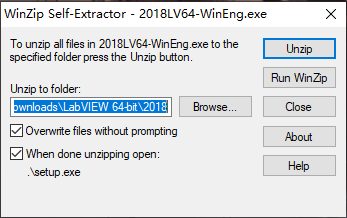 WinZip Self-Extractor - 2018LV64-WinEng.exe
To unzip all files in 2018LV64-WinEng.exe to the
specified folder press the Unzip button.
Unzip to folder:
ownloads\LabVIEW 64-bit\2018
Browse...
Overwrite files without prompting
When done unzipping open:
.\setup.exe
Unzip
Run WinZip
Close
About
Help